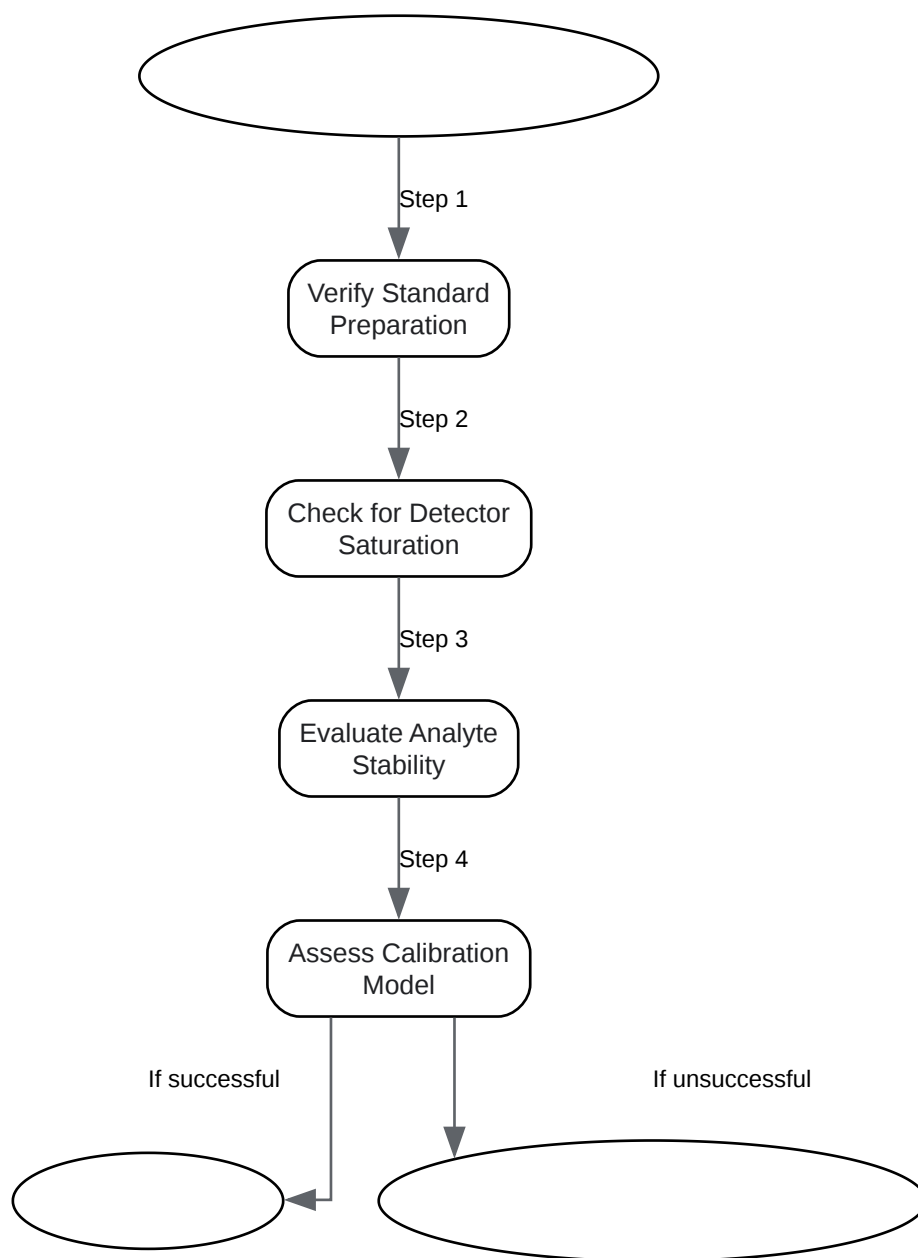 Step 1
Verify Standard
Preparation
Step 2
Check for Detector
Saturation
Step 3
Evaluate Analyte
Stability
Step 4
Assess Calibration
Model
If successful
If unsuccessful